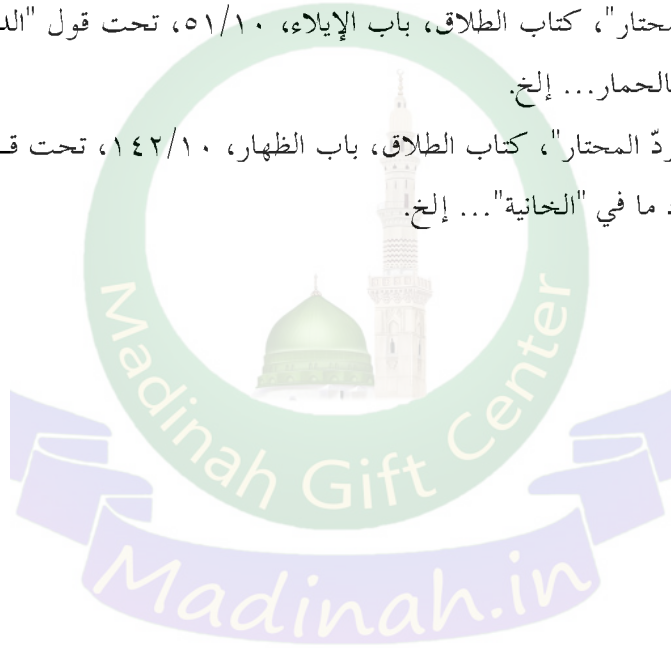 محتار"، كتاب الطلاق، باب الإيلاء، ١٠/٥١، تحت قول "الد
بالحمار... إلخ.
ردّ المحتار"، كتاب الطلاق، باب الظهار، ١٠/١٤٢، تحت قـ
ما في "الخانية"... إلخ.
Madinah Gift Center
Madinah.in